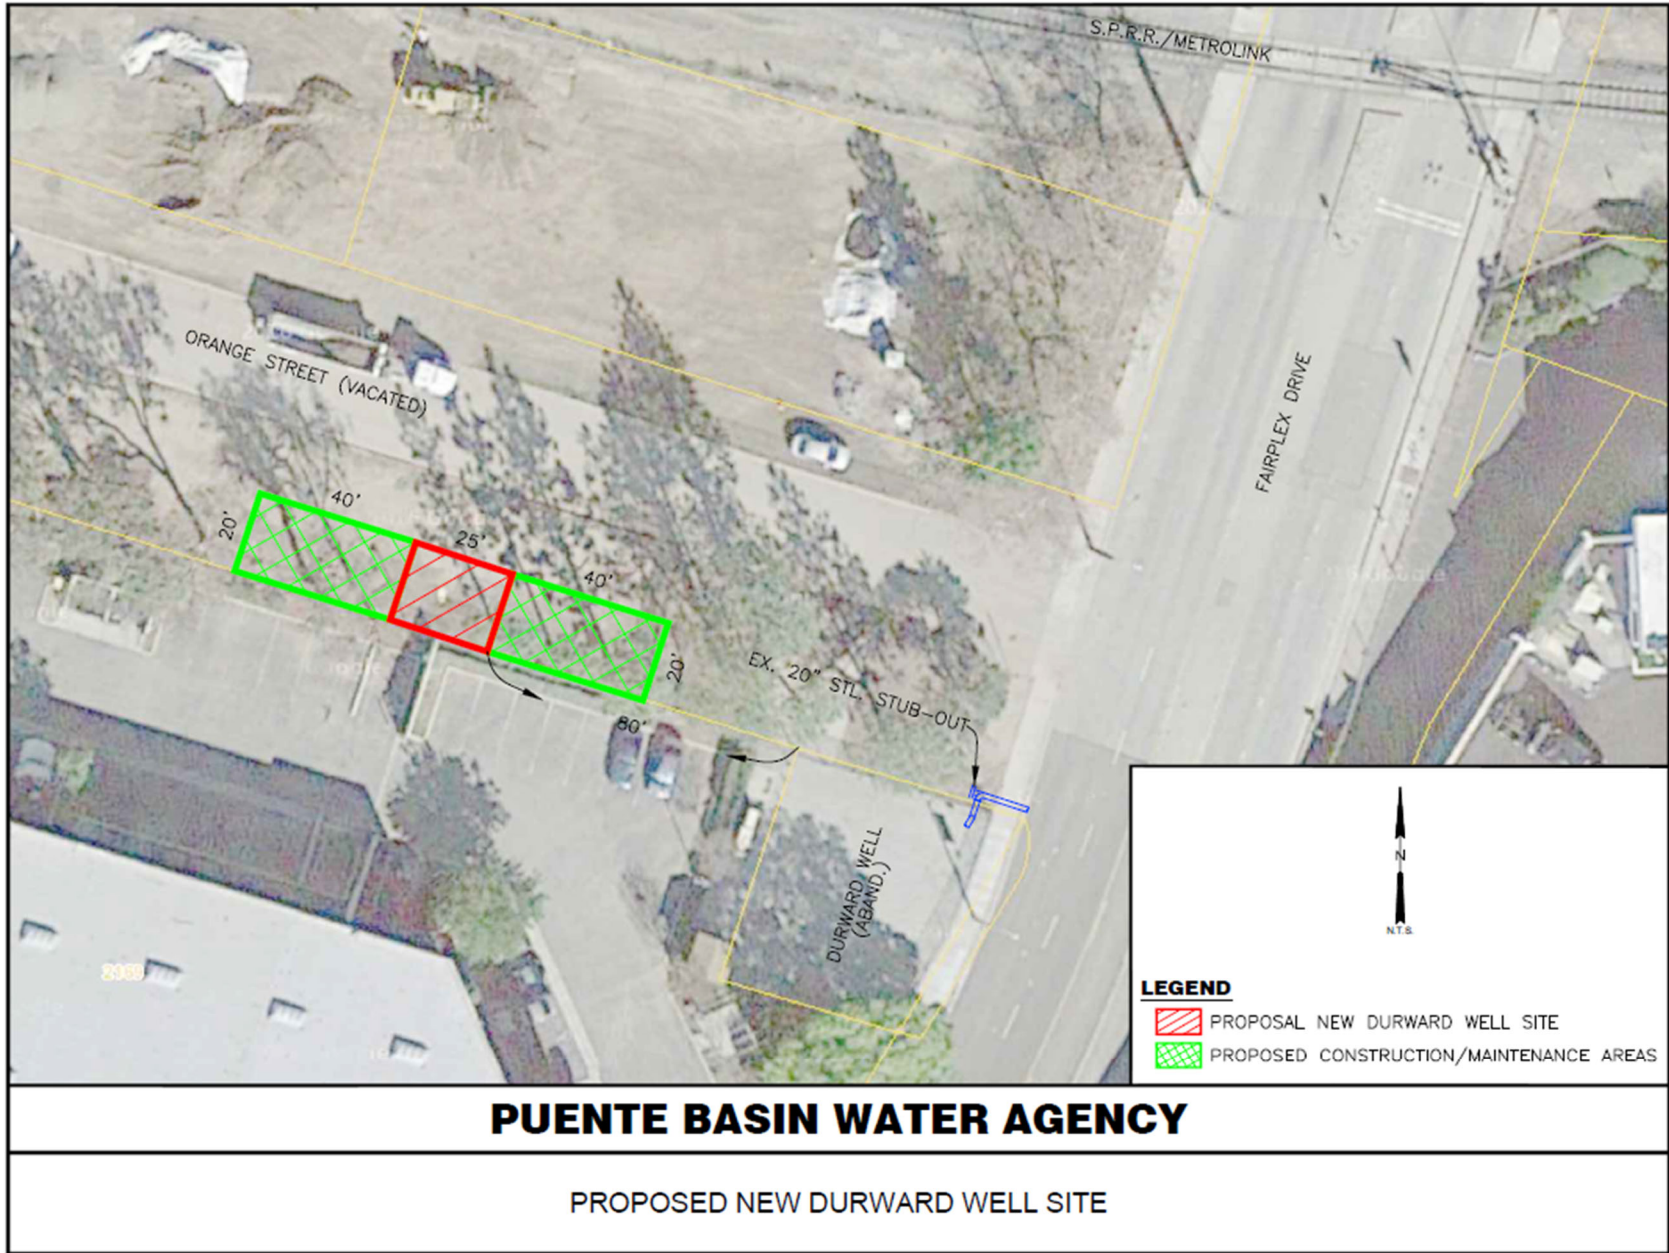 S.P.R.R./METROLINK
ORANGE STREET (VACATED)
FAIRPLEX DRIVE
40'
20'
25'
40'
20'
80'
EX. 20" STL. STUB-OUT
DURWARD WELL
(ABAND.)
2165
N
N.T.S.
LEGEND
PROPOSAL NEW DURWARD WELL SITE
PROPOSED CONSTRUCTION/MAINTENANCE AREAS
PUENTE BASIN WATER AGENCY
PROPOSED NEW DURWARD WELL SITE